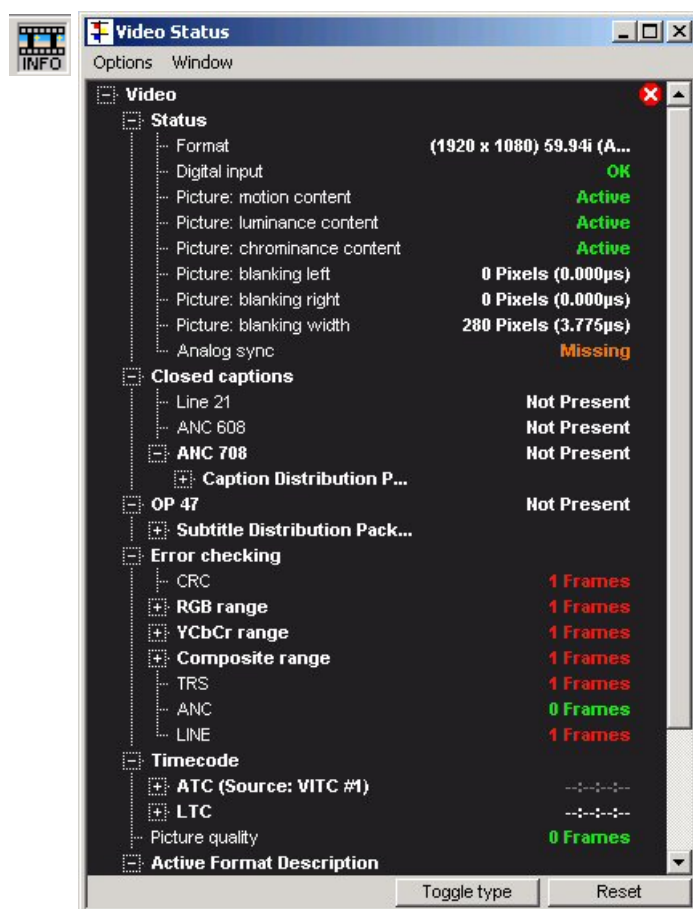 INFO
Video Status
Options Window
Video
Status
Format (1920 x 1080) 59.94i (A...
Digital input OK
Picture: motion content Active
Picture: luminance content Active
Picture: chrominance content Active
Picture: blanking left 0 Pixels (0.000µs)
Picture: blanking right 0 Pixels (0.000µs)
Picture: blanking width 280 Pixels (3.775µs)
Analog sync Missing
Closed captions
Line 21 Not Present
ANC 608 Not Present
ANC 708 Not Present
Caption Distribution P...
OP 47 Not Present
Subtitle Distribution Pack...
Error checking
CRC 1 Frames
RGB range 1 Frames
YCbCr range 1 Frames
Composite range 1 Frames
TRS 1 Frames
ANC 0 Frames
LINE 1 Frames
Timecode
ATC (Source: VITC #1) --:--:--:--
LTC --:--:--:--
Picture quality 0 Frames
Active Format Description
Toggle type Reset